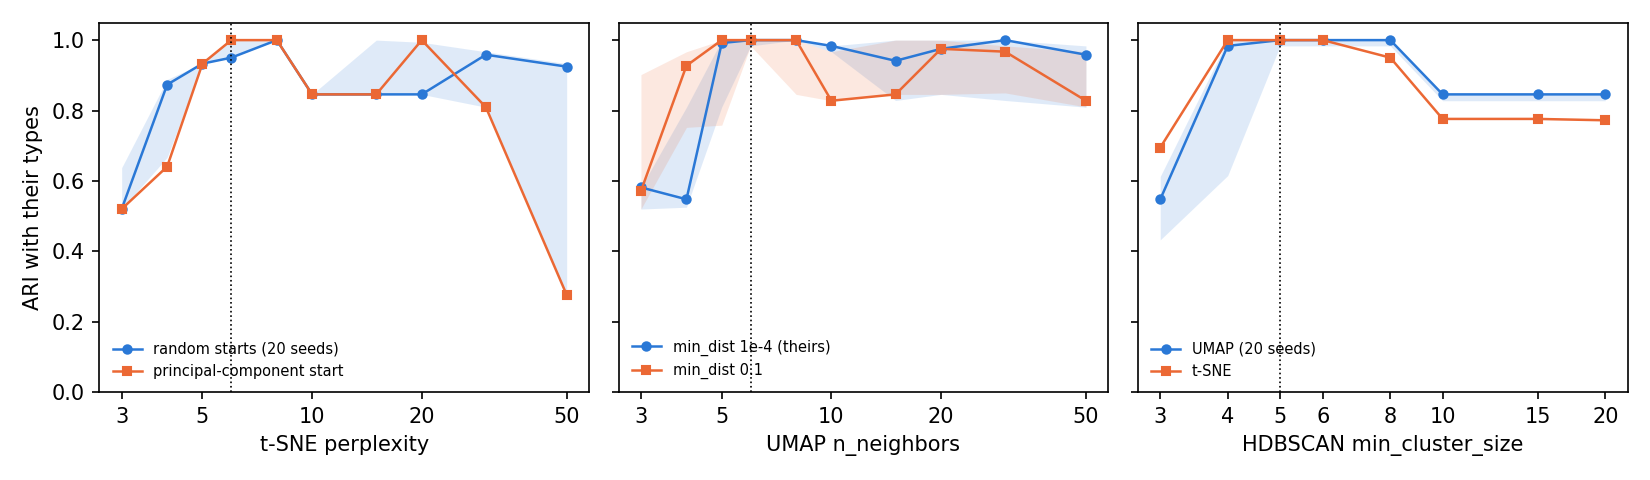 ARI with their types
1.0
0.8
0.6
0.4
0.2
0.0
random starts (20 seeds)
principal-component start
3 5 10 20 50
t-SNE perplexity
min_dist 1e-4 (theirs)
min_dist 0.1
3 5 10 20 50
UMAP n_neighbors
UMAP (20 seeds)
t-SNE
3 4 5 6 8 10 15 20
HDBSCAN min_cluster_size